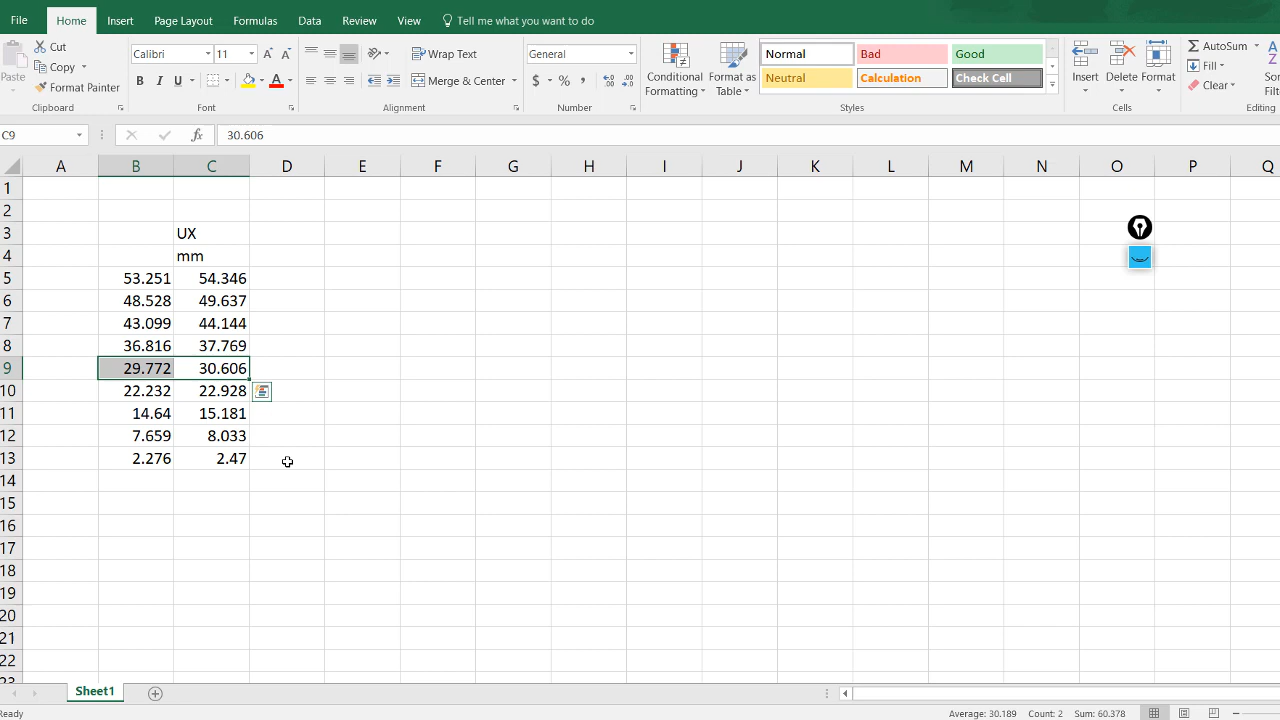 File Home Insert Page Layout Formulas Data Review View Tell me what you want to do
Cut
Copy
Format Painter
Paste
Clipboard
Calibri 11
B I U
Font
Wrap Text
Merge & Center
Alignment
General
$ % ,
Number
Conditional Formatting
Format as Table
Normal Bad Good
Neutral Calculation Check Cell
Styles
Insert Delete Format
Cells
AutoSum
Fill
Clear
Editing
C9 fx 30.606
A B C D E F G H I J K L M N O P Q
1
2
3 UX
4 mm
5 53.251 54.346
6 48.528 49.637
7 43.099 44.144
8 36.816 37.769
9 29.772 30.606
10 22.232 22.928
11 14.64 15.181
12 7.659 8.033
13 2.276 2.47
14
15
16
17
18
19
20
21
22
Sheet1
Average: 30.189 Count: 2 Sum: 60.378